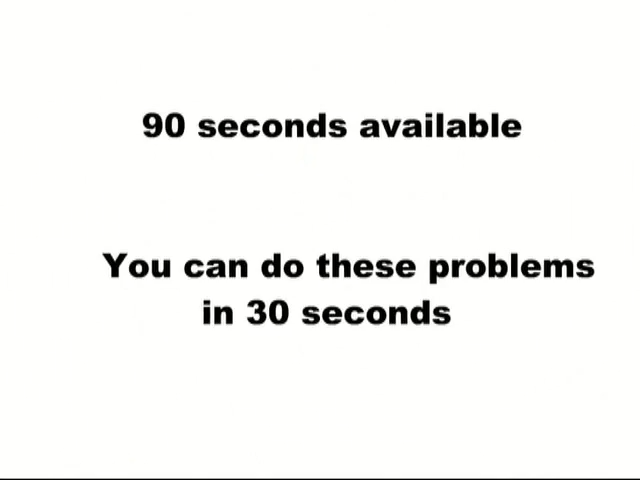 90 seconds available
You can do these problems
in 30 seconds